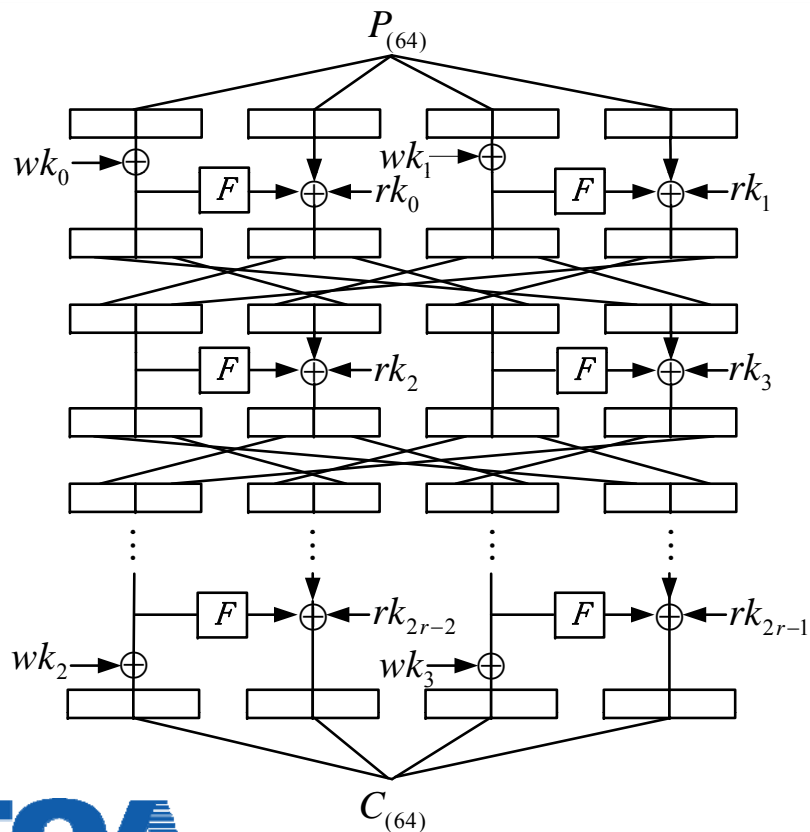 P(64)
wk0 F rk0 wk1 F rk1
F rk2 F rk3
F rk2r−2 F rk2r−1
wk2 wk3
C(64)